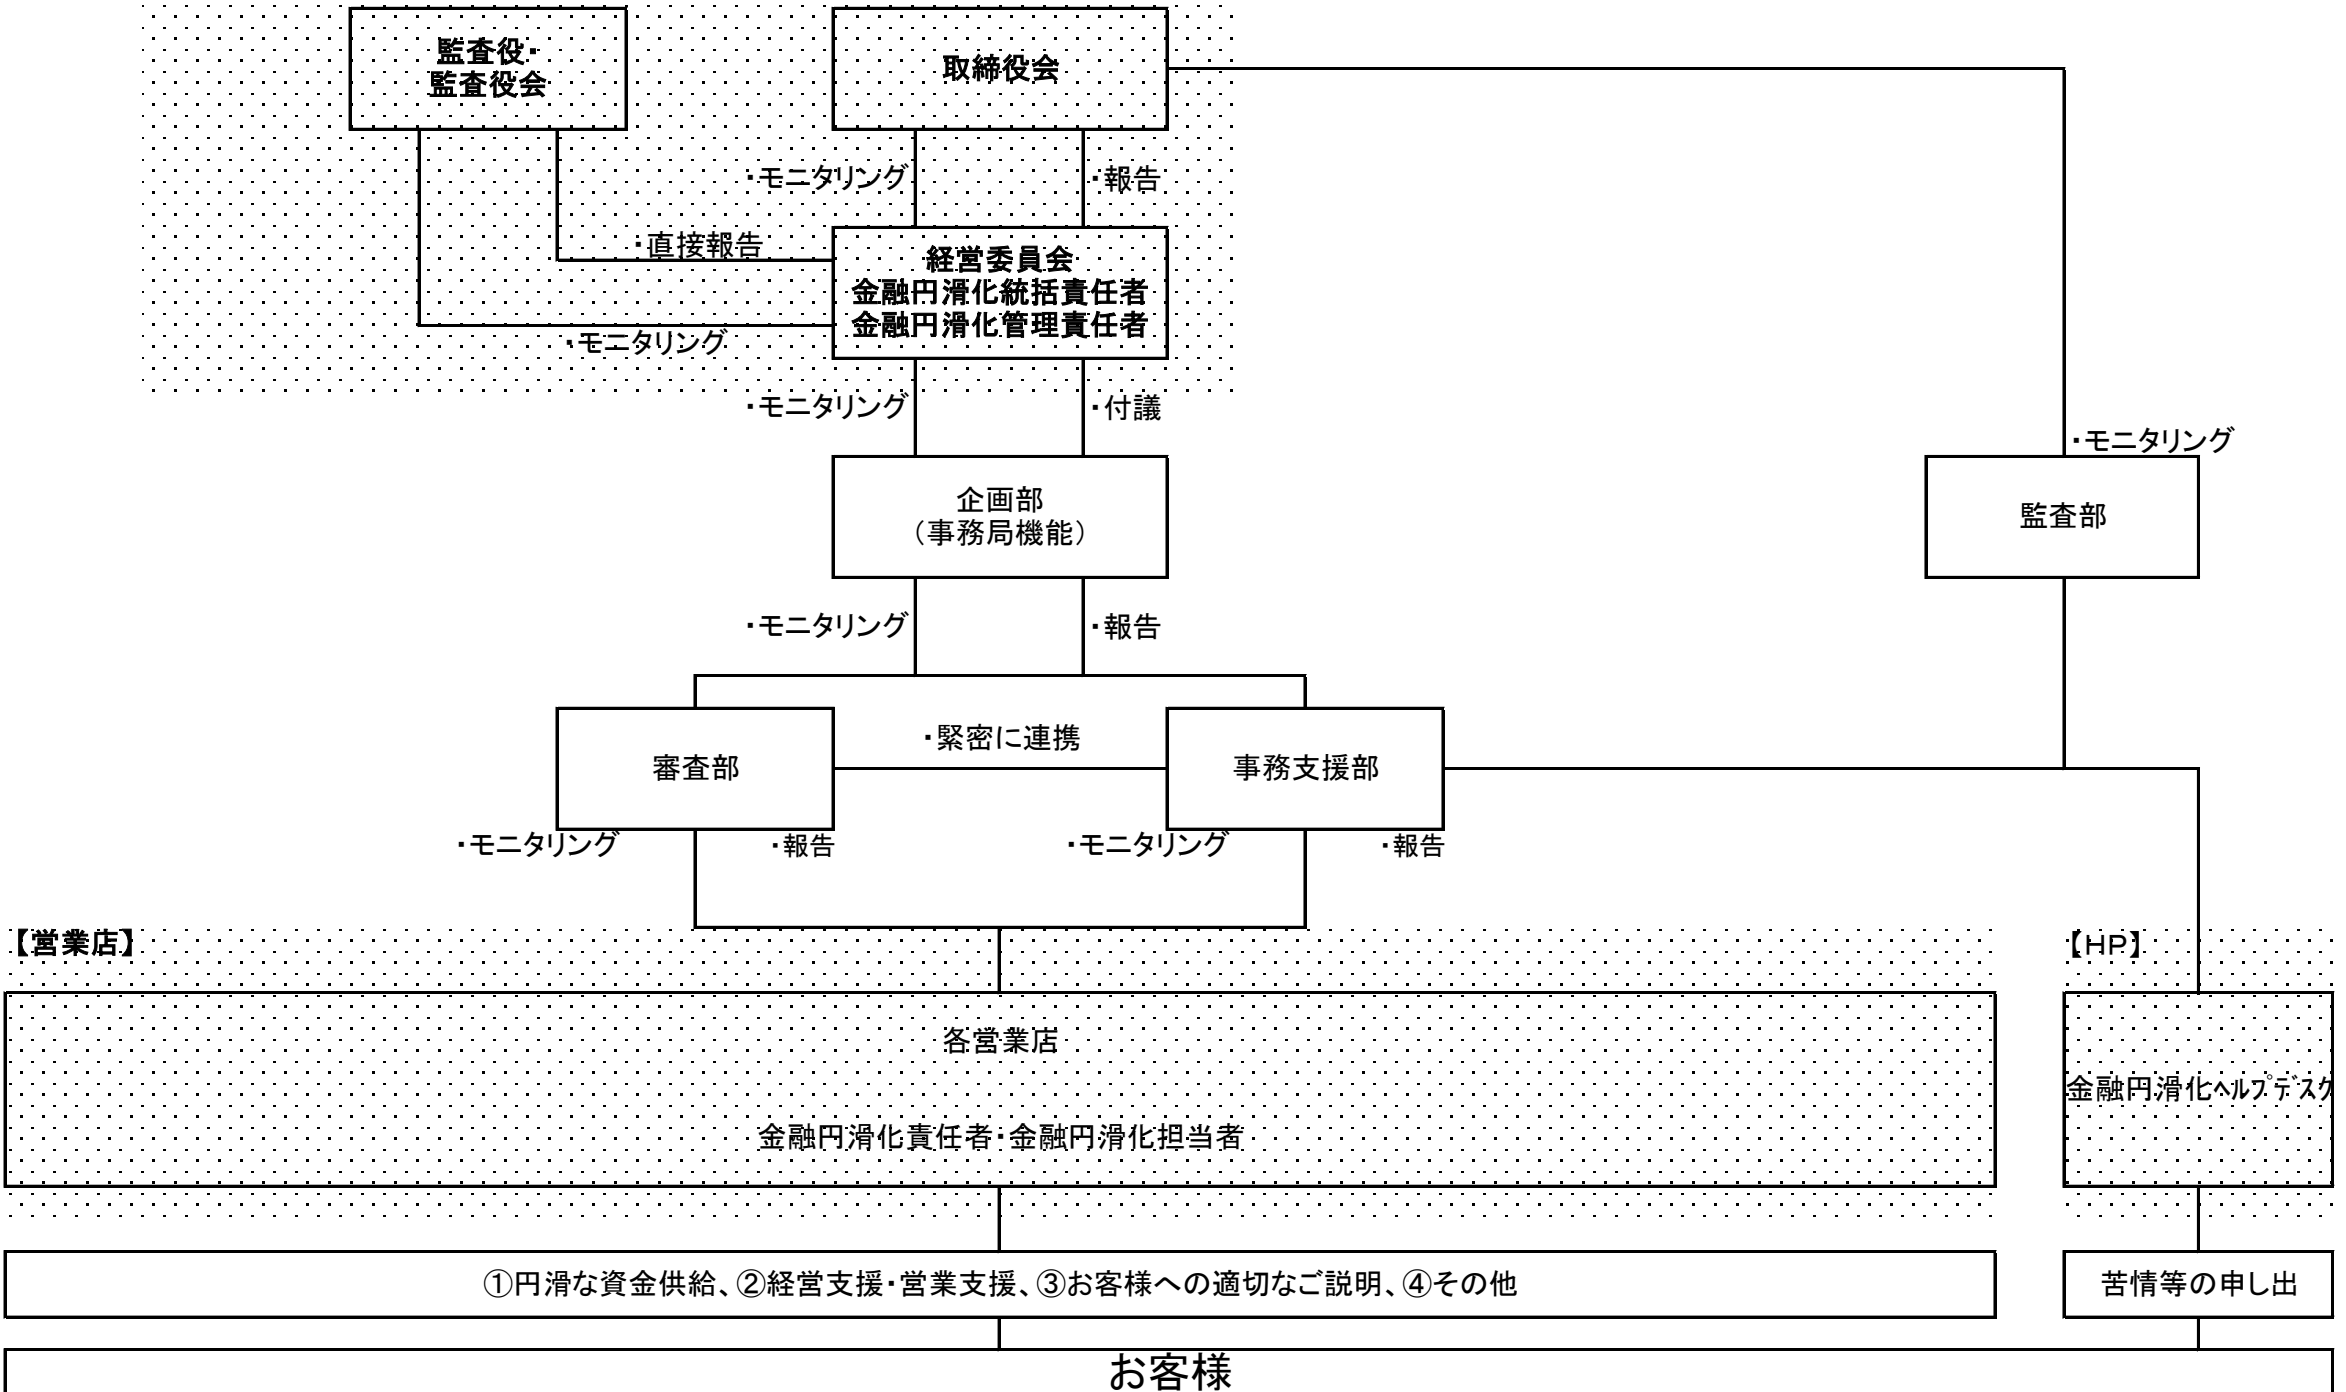 監査役・
監査役会
取締役会
・モニタリング
・報告
・直接報告
経営委員会
金融円滑化統括責任者
金融円滑化管理責任者
・モニタリング
・モニタリング
・付議
・モニタリング
企画部
（事務局機能）
監査部
・モニタリング
・報告
・緊密に連携
審査部
事務支援部
・モニタリング
・報告
・モニタリング
・報告
【営業店】
【HP】
各営業店
金融円滑化ﾍﾙﾌﾟﾃﾞｽｸ
金融円滑化責任者・金融円滑化担当者
①円滑な資金供給、②経営支援・営業支援、③お客様への適切なご説明、④その他
苦情等の申し出
お客様